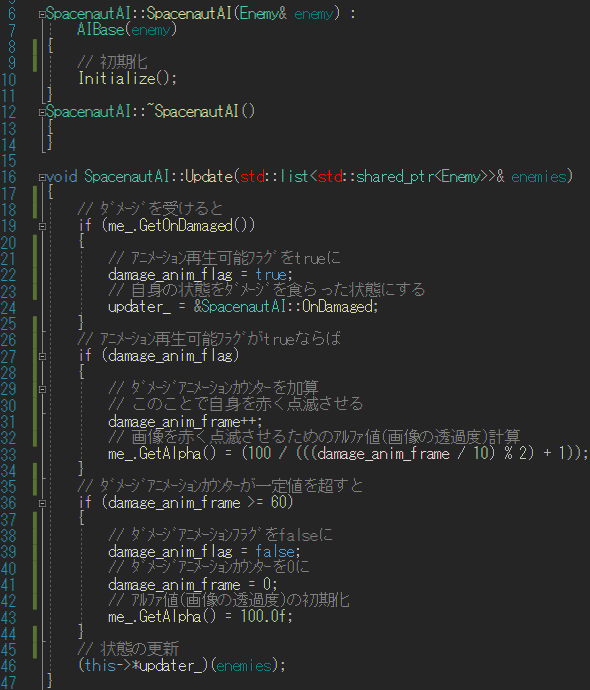 5
6 SpacenautAI::SpacenautAI(Enemy& enemy) :
7 AIBase(enemy)
8 {
9 // 初期化
10 Initialize();
11 }
12 SpacenautAI::~SpacenautAI()
13 {
14 }
15
16 void SpacenautAI::Update(std::list<std::shared_ptr<Enemy>>& enemies)
17 {
18 // ﾀﾞﾒｰｼﾞを受けると
19 if (me_.GetOnDamaged())
20 {
21 // ｱﾆﾒｰｼｮﾝ再生可能ﾌﾗｸﾞをtrueに
22 damage_anim_flag = true;
23 // 自身の状態をﾀﾞﾒｰｼﾞを食らった状態にする
24 updater_ = &SpacenautAI::OnDamaged;
25 }
26 // ｱﾆﾒｰｼｮﾝ再生可能ﾌﾗｸﾞがtrueならば
27 if (damage_anim_flag)
28 {
29 // ﾀﾞﾒｰｼﾞｱﾆﾒｰｼｮﾝｶｳﾝﾀｰを加算
30 // このことで自身を赤く点滅させる
31 damage_anim_frame++;
32 // 画像を赤く点滅させるためのｱﾙﾌｧ値(画像の透過度)計算
33 me_.GetAlpha() = (100 / (((damage_anim_frame / 10) % 2) + 1));
34 }
35 // ﾀﾞﾒｰｼﾞｱﾆﾒｰｼｮﾝｶｳﾝﾀｰが一定値を超すと
36 if (damage_anim_frame >= 60)
37 {
38 // ﾀﾞﾒｰｼﾞｱﾆﾒｰｼｮﾝﾌﾗｸﾞをfalseに
39 damage_anim_flag = false;
40 // ﾀﾞﾒｰｼﾞｱﾆﾒｰｼｮﾝｶｳﾝﾀｰを0に
41 damage_anim_frame = 0;
42 // ｱﾙﾌｧ値(画像の透過度)の初期化
43 me_.GetAlpha() = 100.0f;
44 }
45 // 状態の更新
46 (this->*updater_)(enemies);
47 }